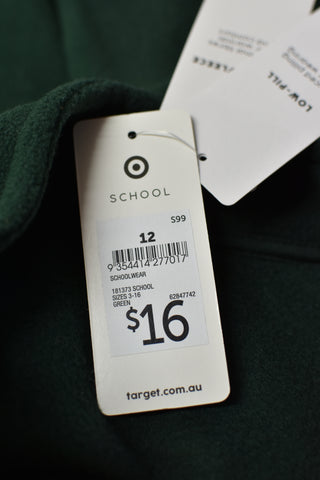 /LEECE
LOW-PILL
SCHOOL
S99
12
9 354414 277017
SCHOOLWEAR
181373 SCHOOL
SIZES 3-16 62847742
GREEN
$16
target.com.au